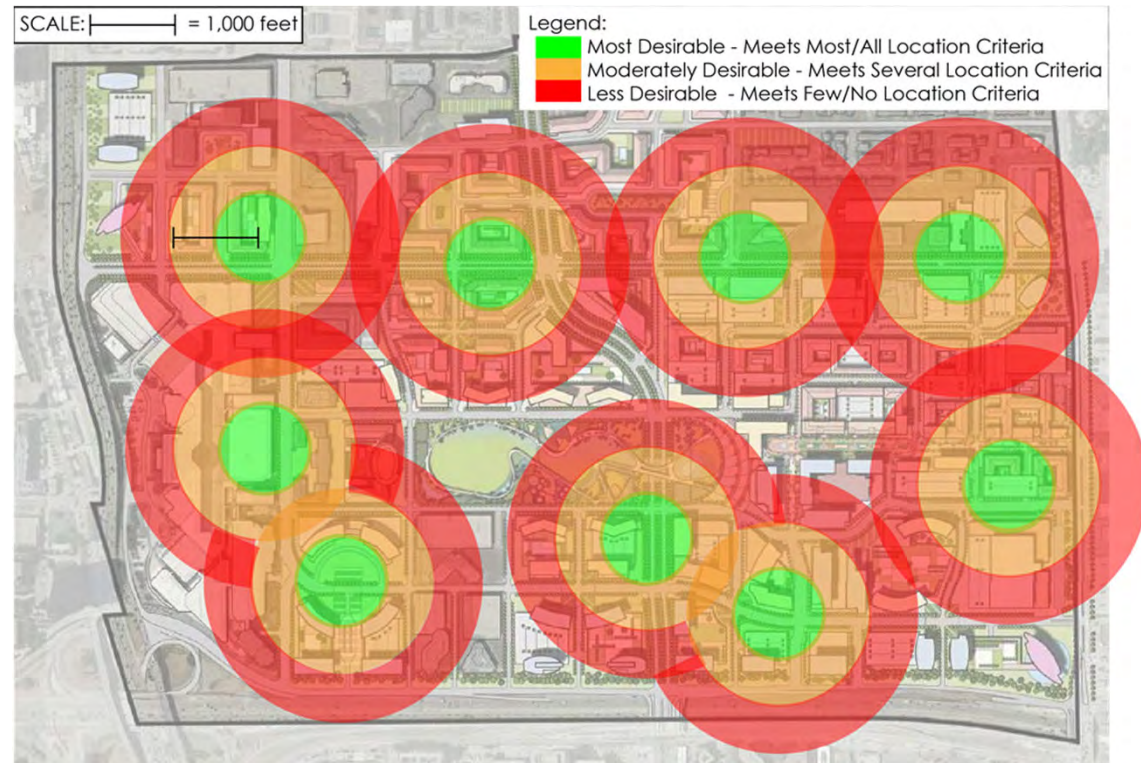 SCALE: = 1,000 feet
Legend:
Most Desirable - Meets Most/All Location Criteria
Moderately Desirable - Meets Several Location Criteria
Less Desirable - Meets Few/No Location Criteria